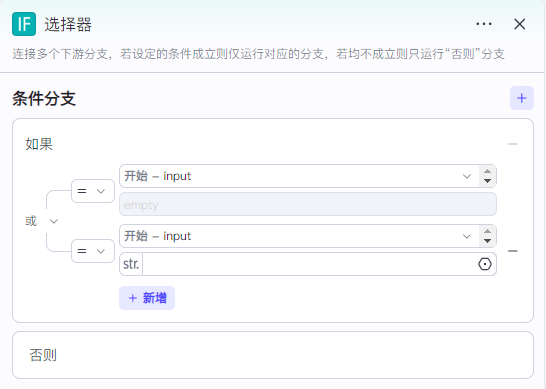 IF 选择器
连接多个下游分支，若设定的条件成立则仅运行对应的分支，若均不成立则只运行“否则”分支
条件分支
如果
开始 – input
=
empty
或
开始 – input
=
str.
+ 新增
否则